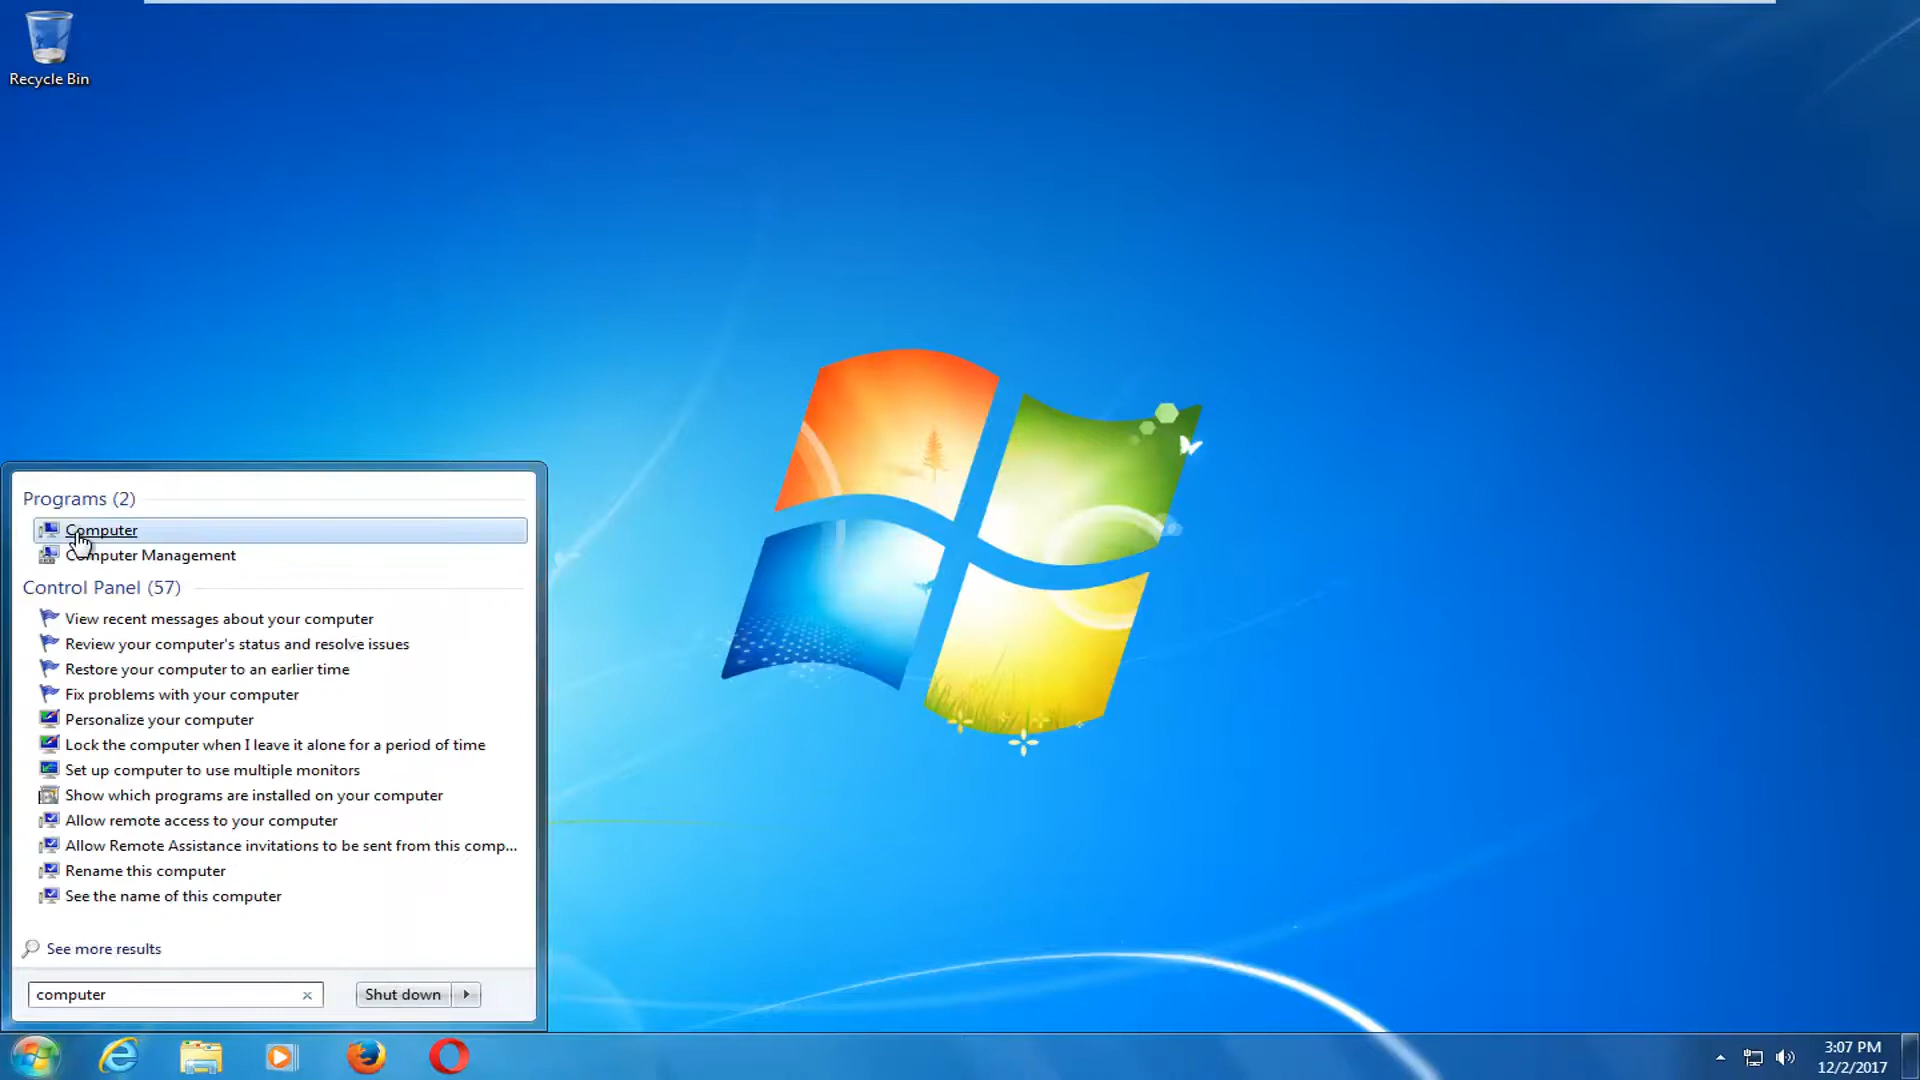 Recycle Bin
Programs (2)
Computer
Computer Management
Control Panel (57)
View recent messages about your computer
Review your computer's status and resolve issues
Restore your computer to an earlier time
Fix problems with your computer
Personalize your computer
Lock the computer when I leave it alone for a period of time
Set up computer to use multiple monitors
Show which programs are installed on your computer
Allow remote access to your computer
Allow Remote Assistance invitations to be sent from this comp...
Rename this computer
See the name of this computer
See more results
computer
Shut down
3:07 PM
12/2/2017